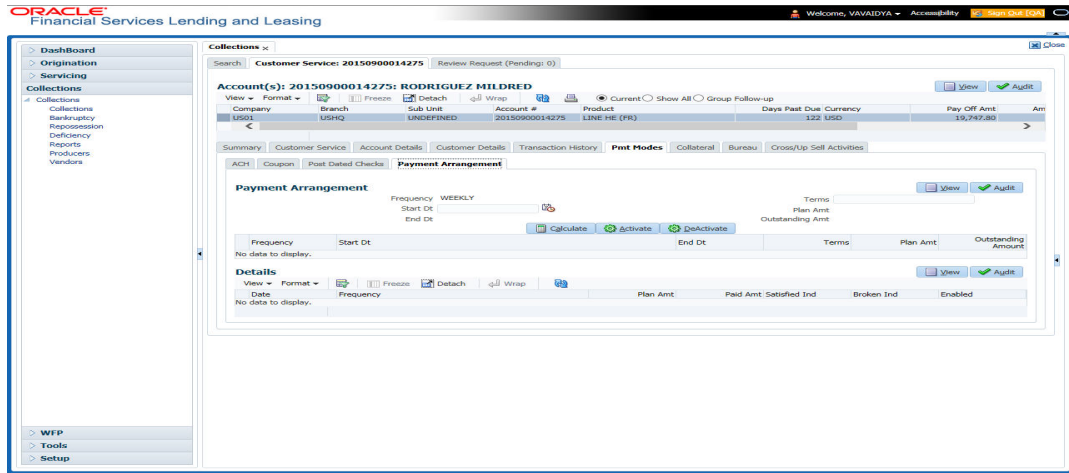 ORACLE
Financial Services Lending and Leasing
Welcome, VAVAIDYA Accessibility Sign Out [QA]
Close
DashBoard
Origination
Servicing
Collections
Collections
Collections
Bankruptcy
Repossession
Deficiency
Reports
Producers
Vendors
WFP
Tools
Setup
Collections x
Search Customer Service: 20150900014275 Review Request (Pending: 0)
Account(s): 20150900014275: RODRIGUEZ MILDRED
View Audit
View Format Freeze Detach Wrap Current Show All Group Follow-up
Company Branch Sub Unit Account # Product Days Past Due Currency Pay Off Amt Am
US01 USHQ UNDEFINED 20150900014275 LINE HE (FR) 122 USD 19,747.80
Summary Customer Service Account Details Customer Details Transaction History Pmt Modes Collateral Bureau Cross/Up Sell Activities
ACH Coupon Post Dated Checks Payment Arrangement
Payment Arrangement
View Audit
Frequency WEEKLY Terms
Start Dt Plan Amt
End Dt Outstanding Amt
Calculate Activate DeActivate
Frequency Start Dt End Dt Terms Plan Amt Outstanding Amount
No data to display.
Details
View Audit
View Format Freeze Detach Wrap
Date Frequency Plan Amt Paid Amt Satisfied Ind Broken Ind Enabled
No data to display.